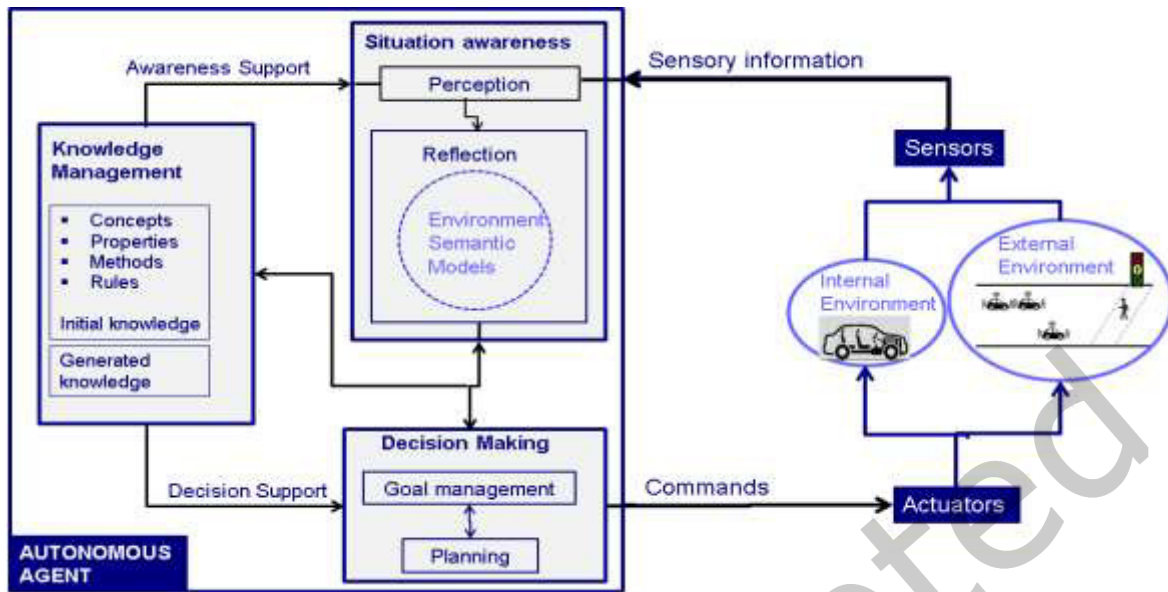 Situation awareness
Awareness Support
Perception
Sensory information
Knowledge
Management
Reflection
Sensors
Concepts
Properties
Methods
Rules
Initial knowledge
Generated
knowledge
Environment
Semantic
Models
Internal
Environment
External
Environment
Decision Making
Decision Support
Goal management
Commands
Actuators
Planning
AUTONOMOUS
AGENT